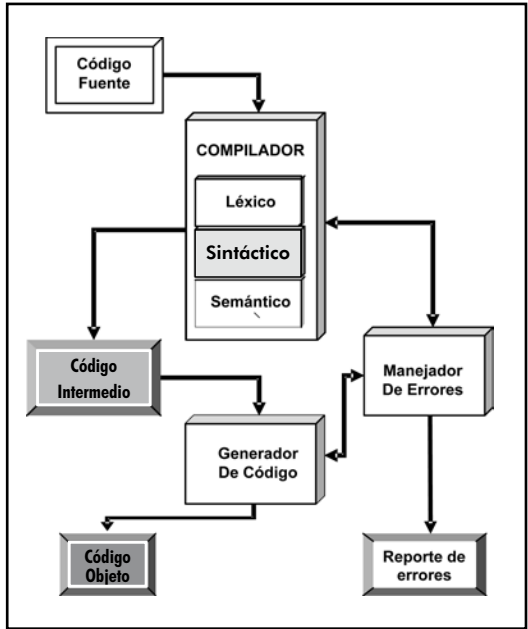 Código
Fuente
COMPILADOR
Léxico
Sintáctico
Semántico
Código
Intermedio
Manejador
De Errores
Generador
De Código
Código
Objeto
Reporte de
errores